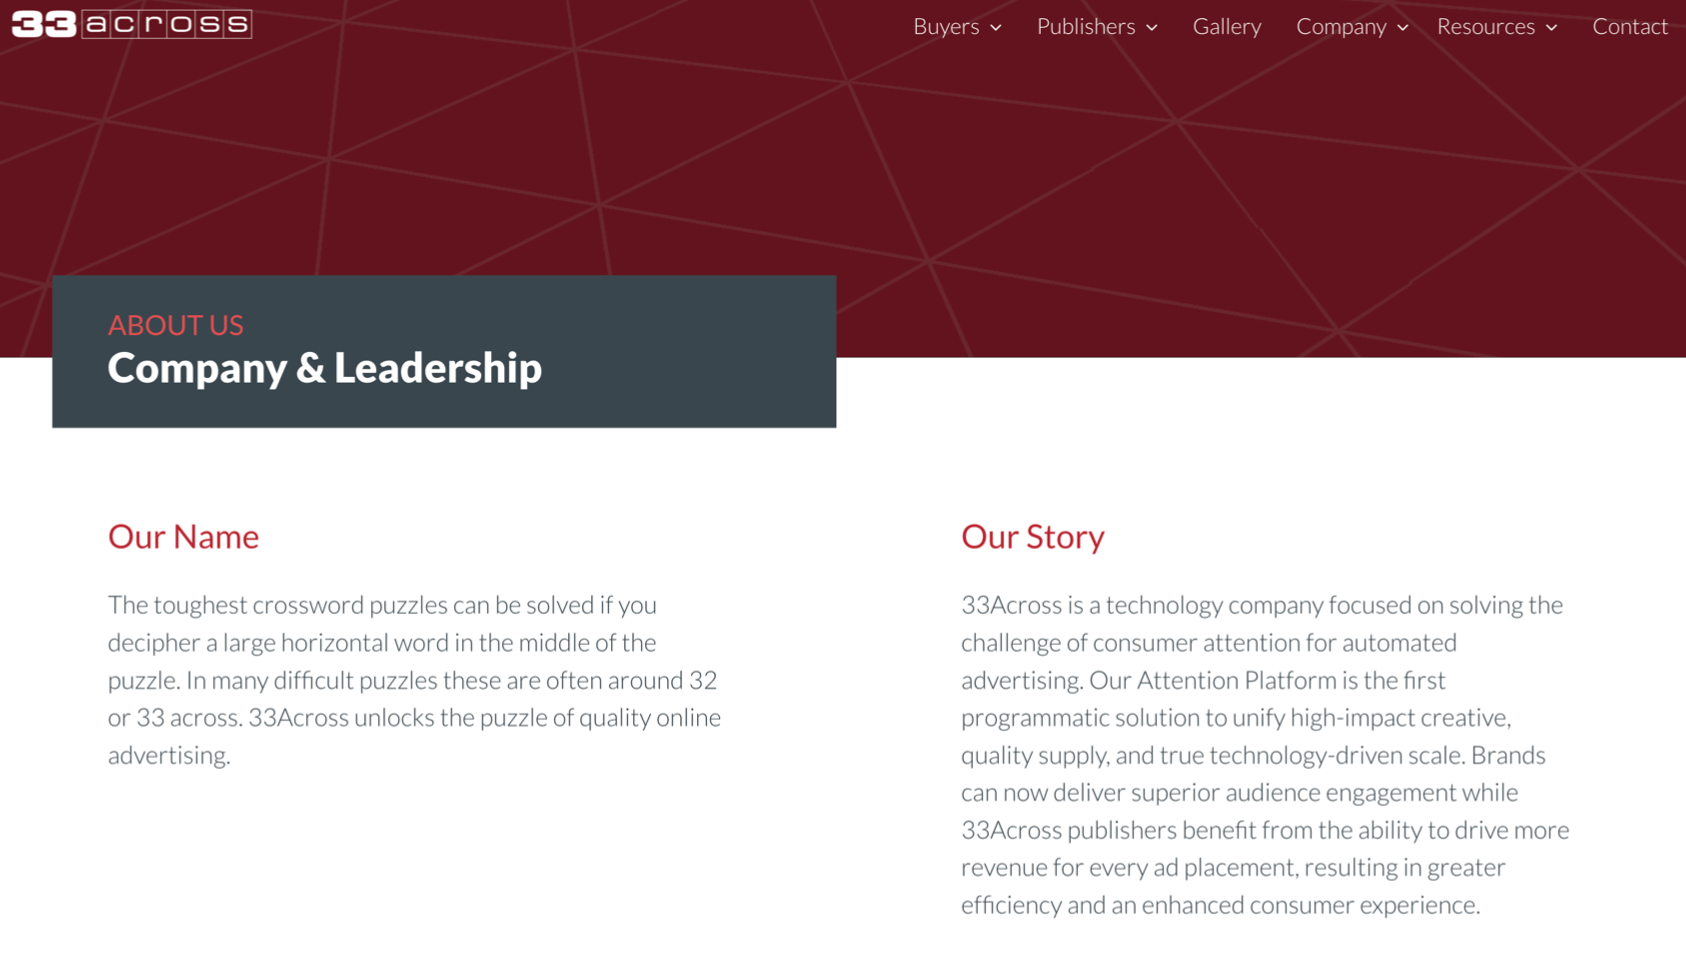 33across
Buyers Publishers Gallery Company Resources Contact
ABOUT US
Company & Leadership
Our Name
The toughest crossword puzzles can be solved if you
decipher a large horizontal word in the middle of the
puzzle. In many difficult puzzles these are often around 32
or 33 across. 33Across unlocks the puzzle of quality online
advertising.
Our Story
33Across is a technology company focused on solving the
challenge of consumer attention for automated
advertising. Our Attention Platform is the first
programmatic solution to unify high-impact creative,
quality supply, and true technology-driven scale. Brands
can now deliver superior audience engagement while
33Across publishers benefit from the ability to drive more
revenue for every ad placement, resulting in greater
efficiency and an enhanced consumer experience.